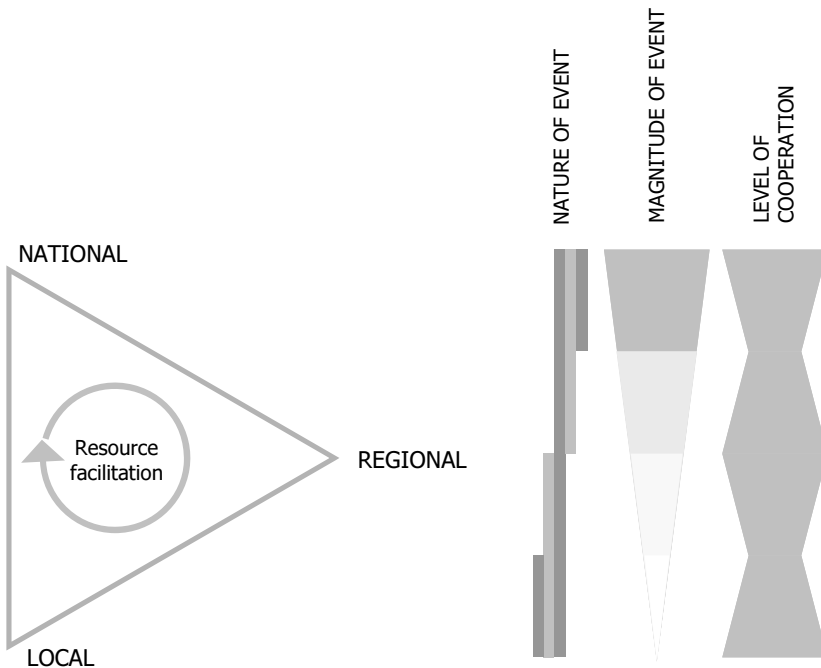 NATURE OF EVENT
MAGNITUDE OF EVENT
LEVEL OF
COOPERATION
NATIONAL
Resource
facilitation
REGIONAL
LOCAL